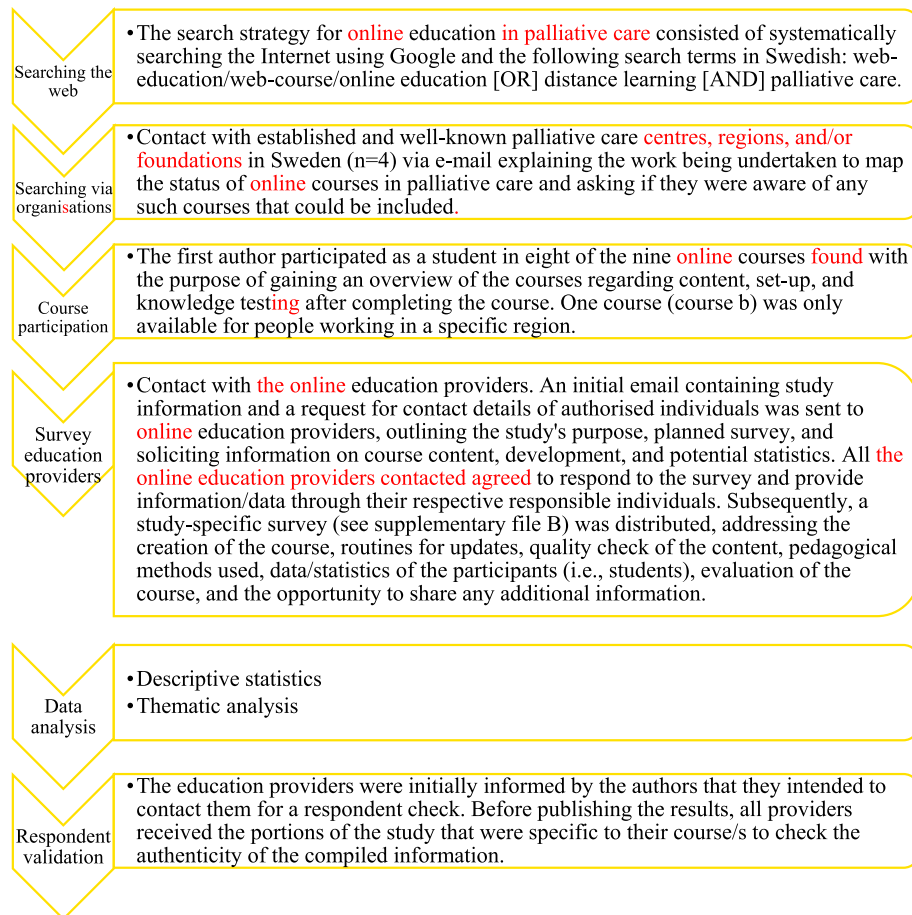 Searching the
web
•The search strategy for online education in palliative care consisted of systematically
searching the Internet using Google and the following search terms in Swedish: web-
education/web-course/online education [OR] distance learning [AND] palliative care.
Searching via
organisations
•Contact with established and well-known palliative care centres, regions, and/or
foundations in Sweden (n=4) via e-mail explaining the work being undertaken to map
the status of online courses in palliative care and asking if they were aware of any
such courses that could be included.
Course
participation
•The first author participated as a student in eight of the nine online courses found with
the purpose of gaining an overview of the courses regarding content, set-up, and
knowledge testing after completing the course. One course (course b) was only
available for people working in a specific region.
Survey
education
providers
•Contact with the online education providers. An initial email containing study
information and a request for contact details of authorised individuals was sent to
online education providers, outlining the study's purpose, planned survey, and
soliciting information on course content, development, and potential statistics. All the
online education providers contacted agreed to respond to the survey and provide
information/data through their respective responsible individuals. Subsequently, a
study-specific survey (see supplementary file B) was distributed, addressing the
creation of the course, routines for updates, quality check of the content, pedagogical
methods used, data/statistics of the participants (i.e., students), evaluation of the
course, and the opportunity to share any additional information.
Data
analysis
•Descriptive statistics
•Thematic analysis
Respondent
validation
•The education providers were initially informed by the authors that they intended to
contact them for a respondent check. Before publishing the results, all providers
received the portions of the study that were specific to their course/s to check the
authenticity of the compiled information.